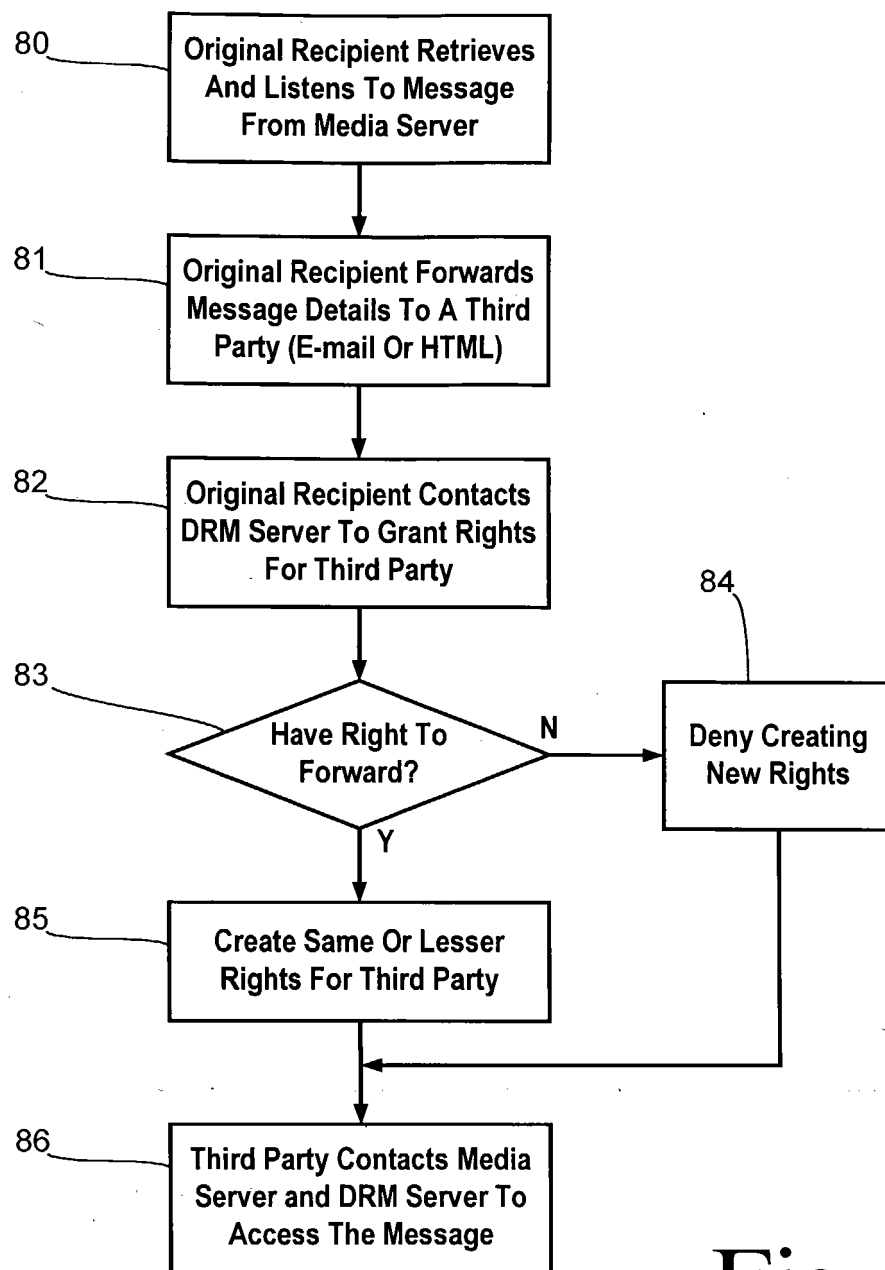 80
Original Recipient Retrieves
And Listens To Message
From Media Server
81
Original Recipient Forwards
Message Details To A Third
Party (E-mail Or HTML)
82
Original Recipient Contacts
DRM Server To Grant Rights
For Third Party
83
Have Right To
Forward?
N
Y
84
Deny Creating
New Rights
85
Create Same Or Lesser
Rights For Third Party
86
Third Party Contacts Media
Server and DRM Server To
Access The Message